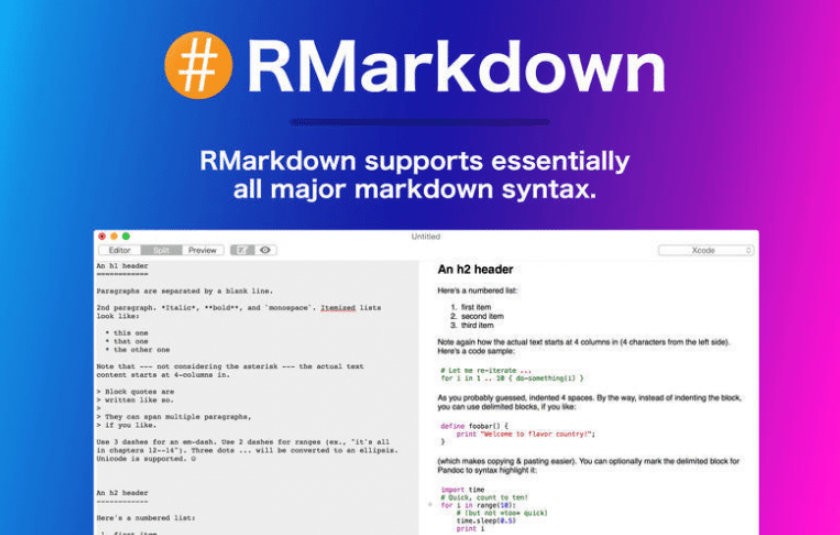 # RMarkdown
RMarkdown supports essentially
all major markdown syntax.
Untitled
Editor Split Preview Xcode
An h1 header
============
Paragraphs are separated by a blank line.
2nd paragraph. *Italic*, **bold**, and `monospace`. Itemized lists
look like:
* this one
* that one
* the other one
Note that --- not considering the asterisk --- the actual text
content starts at 4-columns in.
> Block quotes are
> written like so.
>
> They can span multiple paragraphs,
> if you like.
Use 3 dashes for an em-dash. Use 2 dashes for ranges (ex., "it's all
in chapters 12--14"). Three dots ... will be converted to an ellipsis.
Unicode is supported. ☺
An h2 header
------------
Here's a numbered list:
1. first item
An h2 header
Here's a numbered list:
1. first item
2. second item
3. third item
Note again how the actual text starts at 4 columns in (4 characters from the left side).
Here's a code sample:
# Let me re-iterate ...
for i in 1 .. 10 { do-something(i) }
As you probably guessed, indented 4 spaces. By the way, instead of indenting the block,
you can use delimited blocks, if you like:
define foobar() {
print "Welcome to flavor country!";
}
(which makes copying & pasting easier). You can optionally mark the delimited block for
Pandoc to syntax highlight it:
import time
# Quick, count to ten!
for i in range(10):
# (but not *too* quick)
time.sleep(0.5)
print i